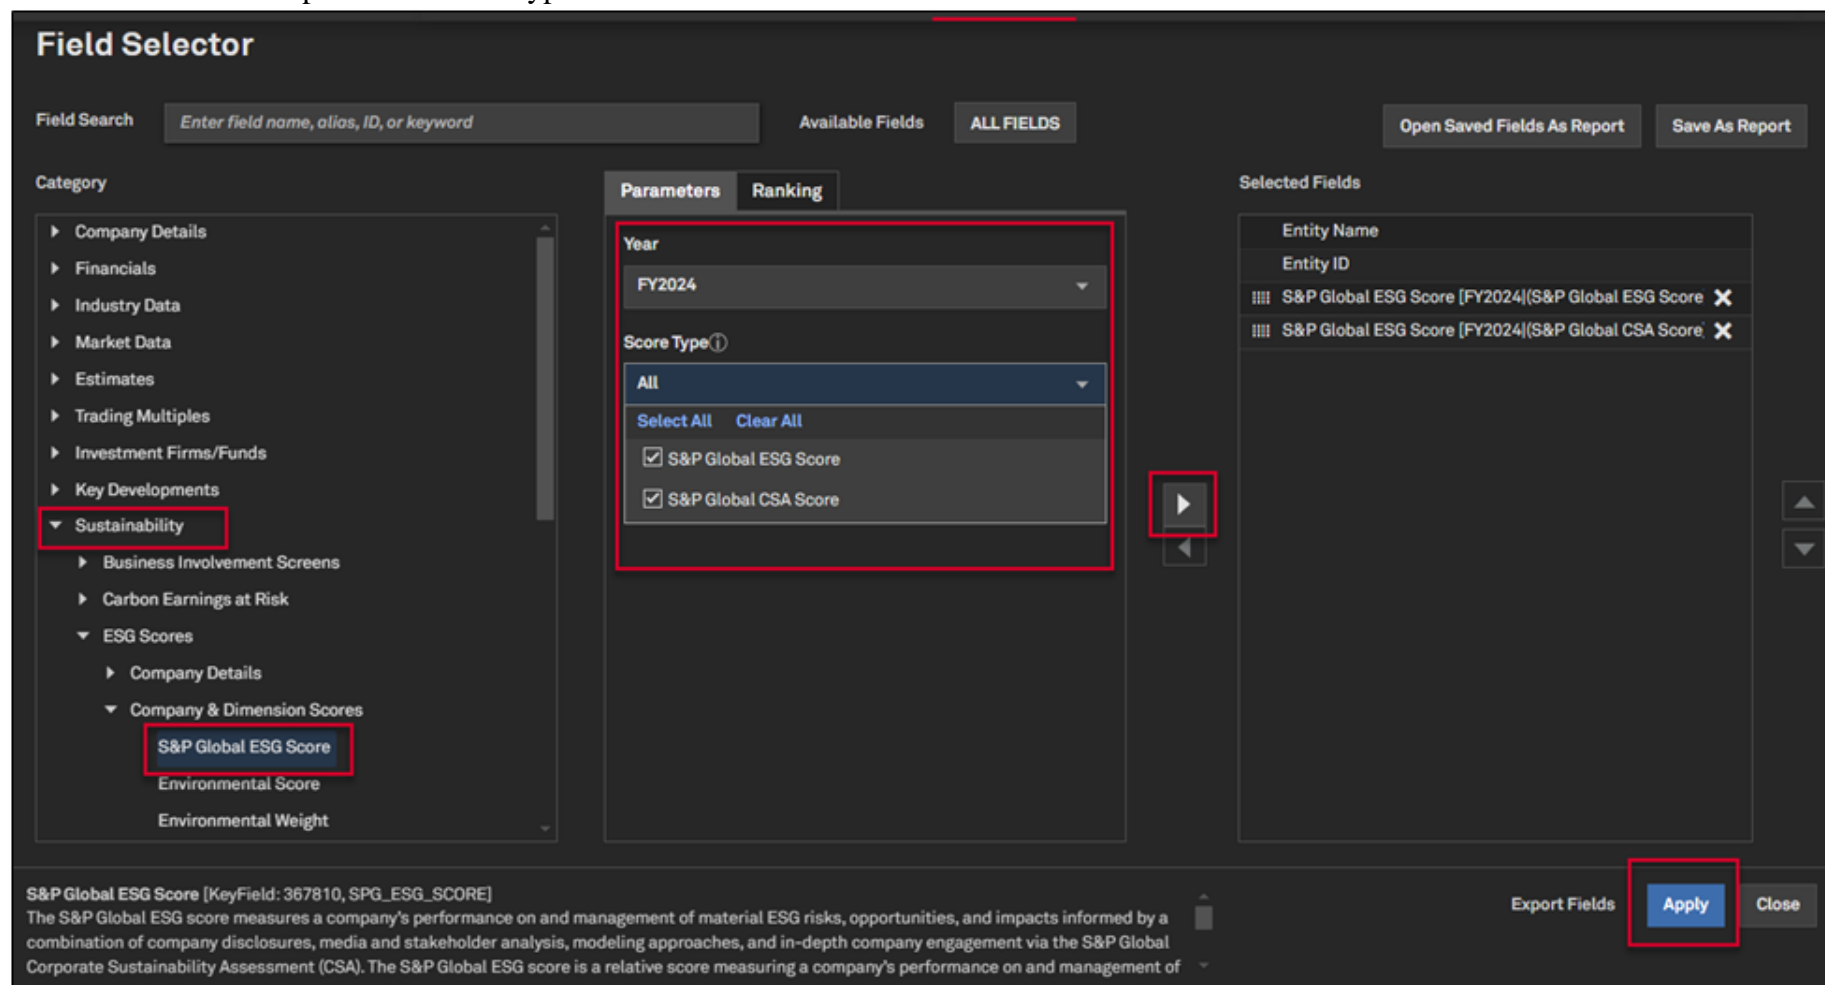 Field Selector
Field Search
Enter field name, alias, ID, or keyword
Available Fields
ALL FIELDS
Open Saved Fields As Report
Save As Report
Category
Company Details
Financials
Industry Data
Market Data
Estimates
Trading Multiples
Investment Firms/Funds
Key Developments
Sustainability
Business Involvement Screens
Carbon Earnings at Risk
ESG Scores
Company Details
Company & Dimension Scores
S&P Global ESG Score
Environmental Score
Environmental Weight
Parameters
Ranking
Year
FY2024
Score Type
All
Select All
Clear All
S&P Global ESG Score
S&P Global CSA Score
Selected Fields
Entity Name
Entity ID
S&P Global ESG Score [FY2024|(S&P Global ESG Score
S&P Global ESG Score [FY2024|(S&P Global CSA Score
S&P Global ESG Score [KeyField: 367810, SPG_ESG_SCORE]
The S&P Global ESG score measures a company's performance on and management of material ESG risks, opportunities, and impacts informed by a
combination of company disclosures, media and stakeholder analysis, modeling approaches, and in-depth company engagement via the S&P Global
Corporate Sustainability Assessment (CSA). The S&P Global ESG score is a relative score measuring a company's performance on and management of
Export Fields
Apply
Close